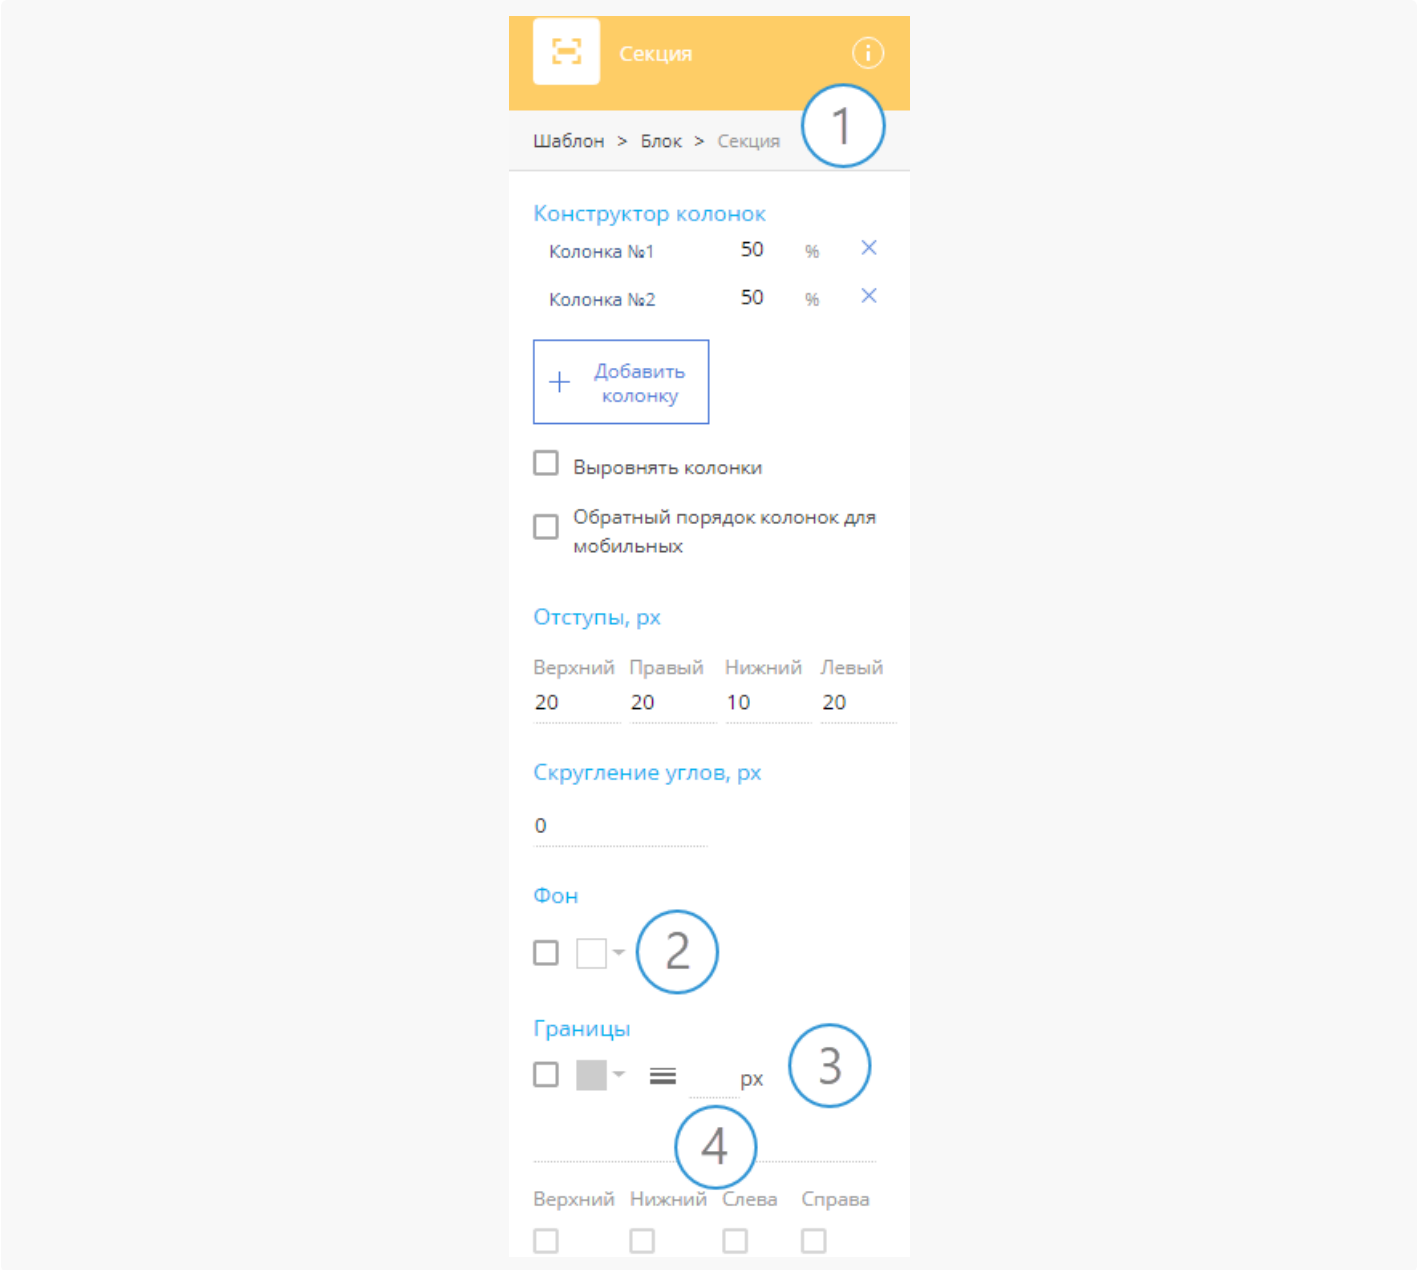 Секция
1
Шаблон > Блок > Секция
Конструктор колонок
Колонка №1 50 %
Колонка №2 50 %
+ Добавить
колонку
Выровнять колонки
Обратный порядок колонок для
мобильных
Отступы, px
Верхний Правый Нижний Левый
20 20 10 20
Скругление углов, px
0
Фон
2
Границы
px 3
4
Верхний Нижний Слева Справа